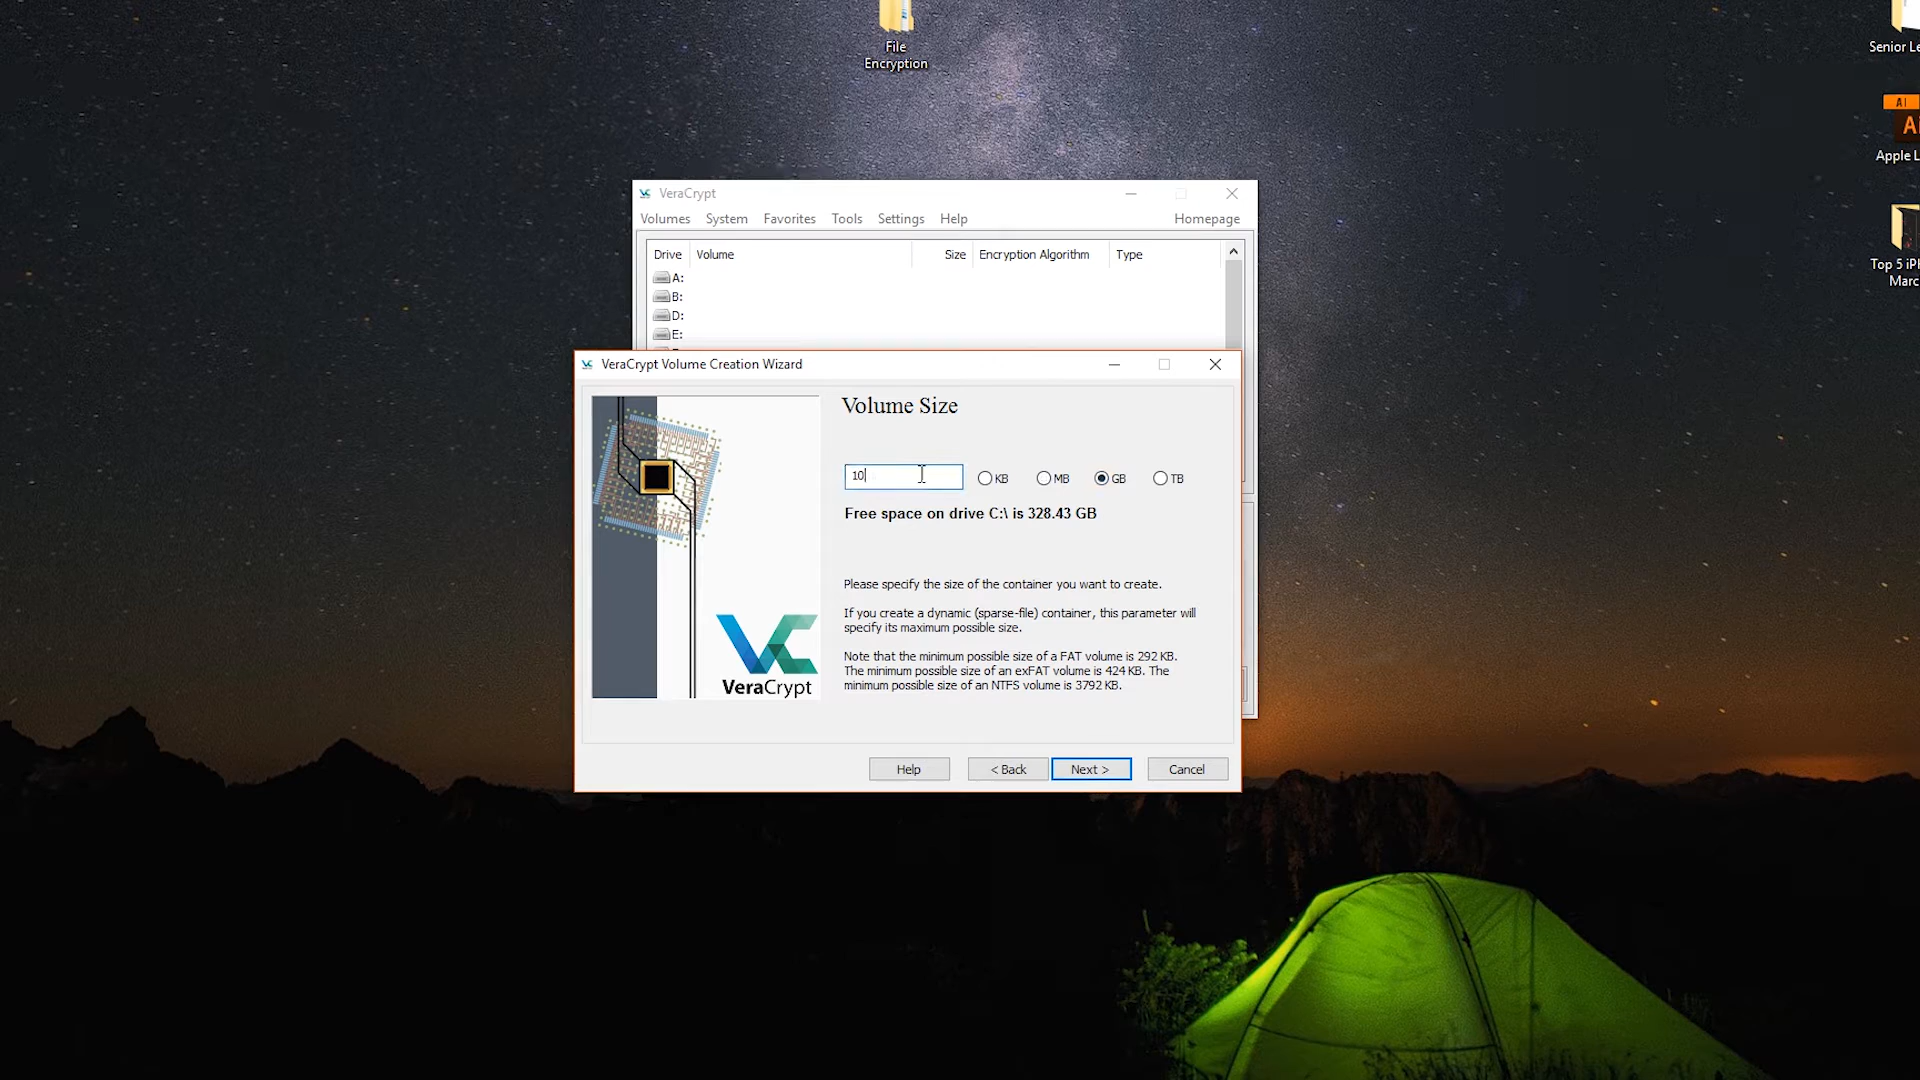 File
Encryption
Senior Le
AI
Ai
Apple L
Top 5 iPh
Marc
VeraCrypt
Volumes System Favorites Tools Settings Help Homepage
Drive Volume Size Encryption Algorithm Type
A:
B:
D:
E:
VeraCrypt Volume Creation Wizard
Volume Size
10 KB MB GB TB
Free space on drive C:\ is 328.43 GB
Please specify the size of the container you want to create.
If you create a dynamic (sparse-file) container, this parameter will
specify its maximum possible size.
Note that the minimum possible size of a FAT volume is 292 KB.
The minimum possible size of an exFAT volume is 424 KB. The
minimum possible size of an NTFS volume is 3792 KB.
VeraCrypt
Help < Back Next > Cancel